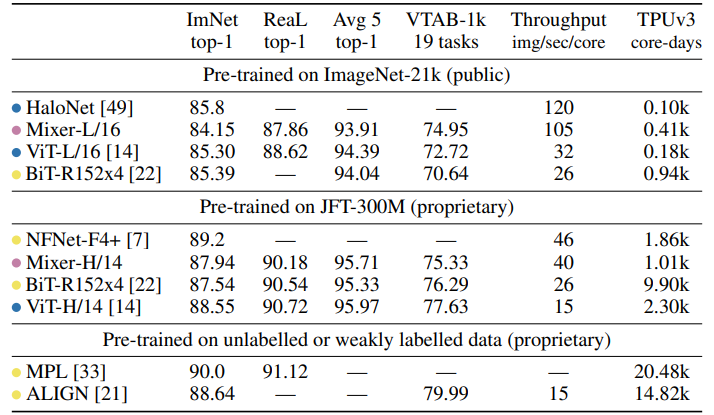 ImNet ReaL Avg 5 VTAB-1k Throughput TPUv3
top-1 top-1 top-1 19 tasks img/sec/core core-days
Pre-trained on ImageNet-21k (public)
HaloNet [49] 85.8 — — — 120 0.10k
Mixer-L/16 84.15 87.86 93.91 74.95 105 0.41k
ViT-L/16 [14] 85.30 88.62 94.39 72.72 32 0.18k
BiT-R152x4 [22] 85.39 — 94.04 70.64 26 0.94k
Pre-trained on JFT-300M (proprietary)
NFNet-F4+ [7] 89.2 — — — 46 1.86k
Mixer-H/14 87.94 90.18 95.71 75.33 40 1.01k
BiT-R152x4 [22] 87.54 90.54 95.33 76.29 26 9.90k
ViT-H/14 [14] 88.55 90.72 95.97 77.63 15 2.30k
Pre-trained on unlabelled or weakly labelled data (proprietary)
MPL [33] 90.0 91.12 — — — 20.48k
ALIGN [21] 88.64 — — 79.99 15 14.82k